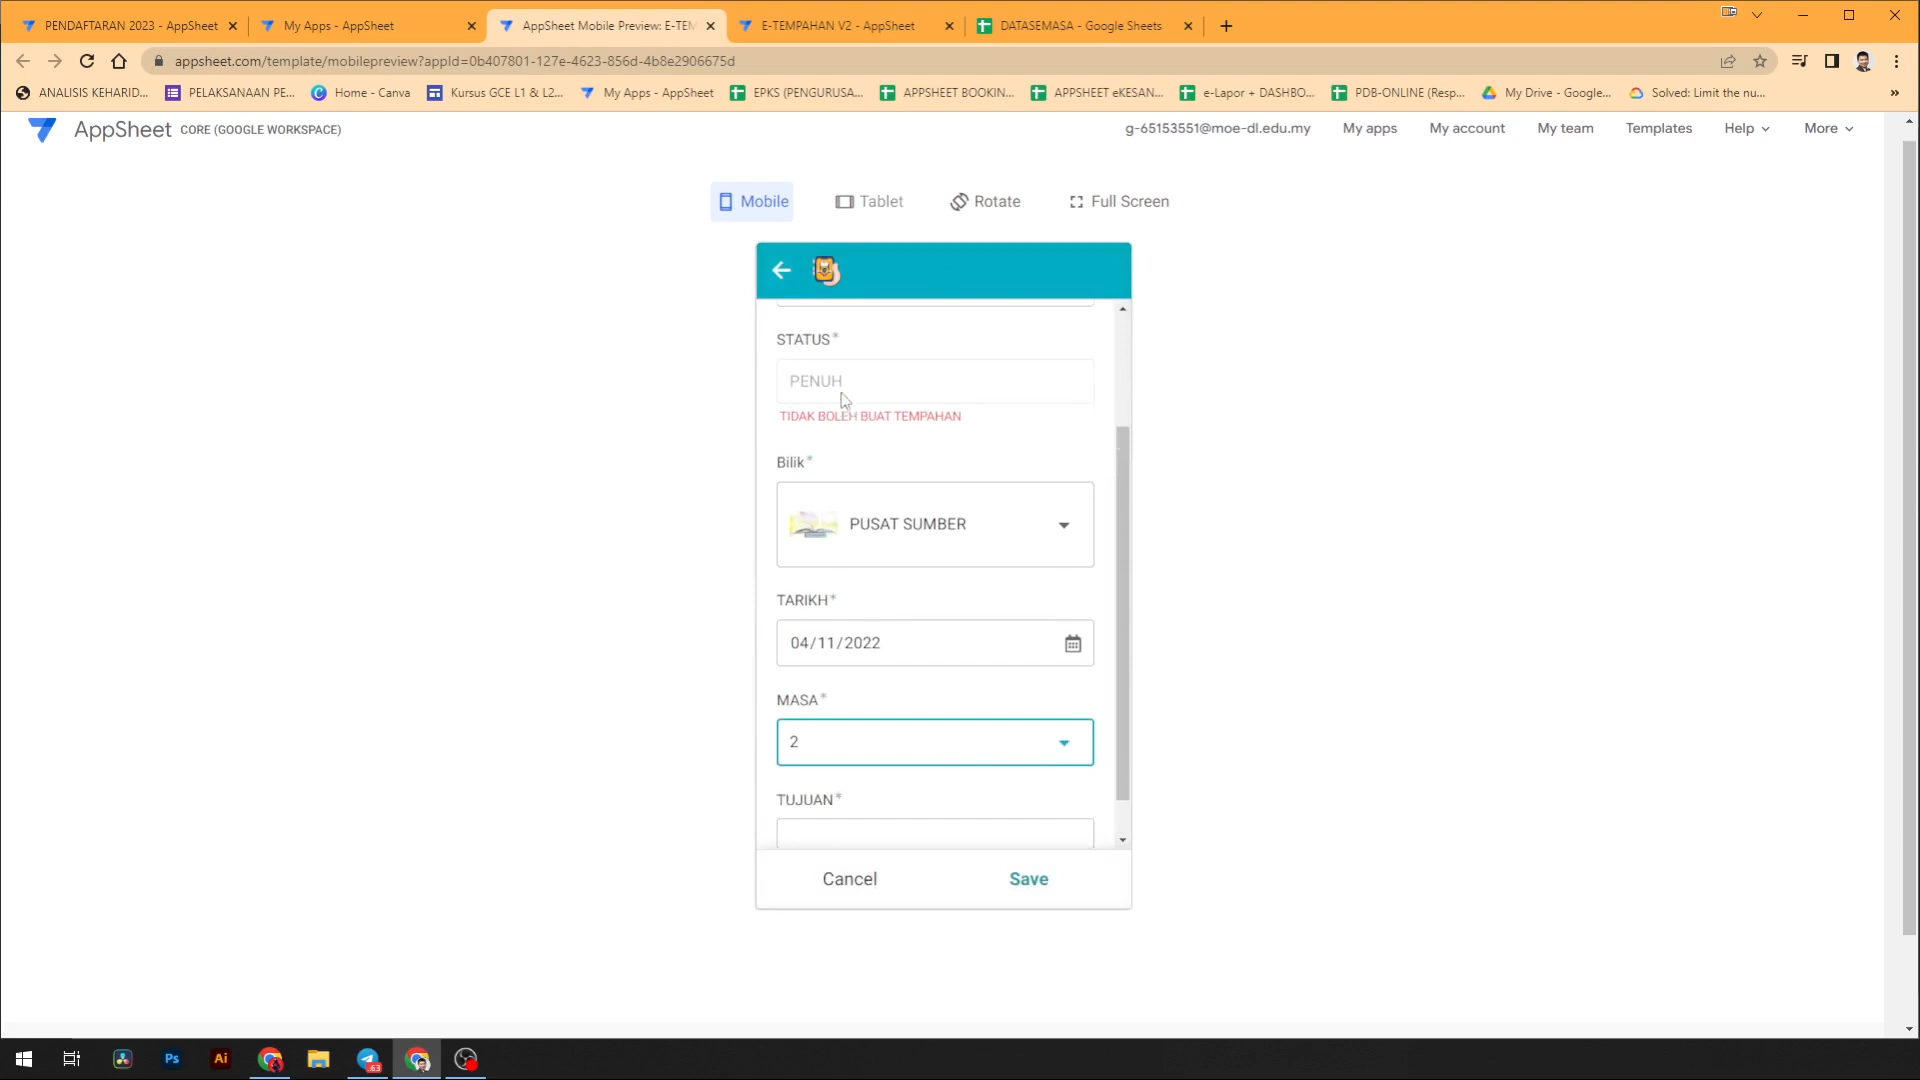 PENDAFTARAN 2023 - AppSheet
My Apps - AppSheet
AppSheet Mobile Preview: E-TEM
E-TEMPAHAN V2 - AppSheet
DATASEMASA - Google Sheets
appsheet.com/template/mobilepreview?appId=0b407801-127e-4623-856d-4b8e2906675d
ANALISIS KEHARID...
PELAKSANAAN PE...
Home - Canva
Kursus GCE L1 & L2...
My Apps - AppSheet
EPKS (PENGURUSA...
APPSHEET BOOKIN...
APPSHEET eKESAN...
e-Lapor + DASHBO...
PDB-ONLINE (Resp...
My Drive - Google...
Solved: Limit the nu...
»
AppSheet CORE (GOOGLE WORKSPACE)
g-65153551@moe-dl.edu.my
My apps
My account
My team
Templates
Help
More
Mobile
Tablet
Rotate
Full Screen
STATUS*
PENUH
TIDAK BOLEH BUAT TEMPAHAN
Bilik*
PUSAT SUMBER
TARIKH*
04/11/2022
MASA*
2
TUJUAN*
Cancel
Save
Ps
Ai
63